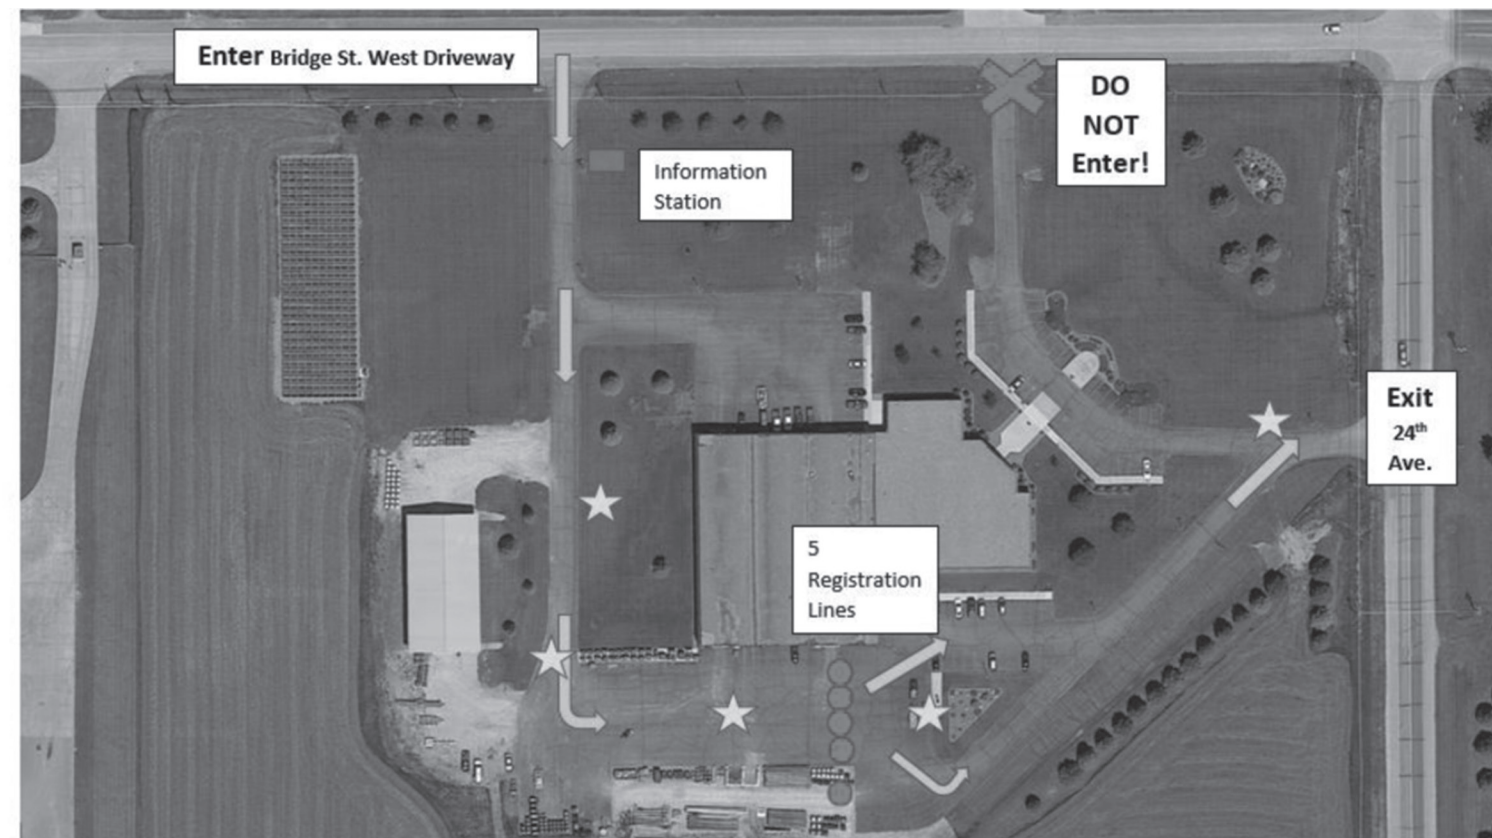 Enter Bridge St. West Driveway
DO
NOT
Enter!
Information
Station
Exit
24th
Ave.
5
Registration
Lines